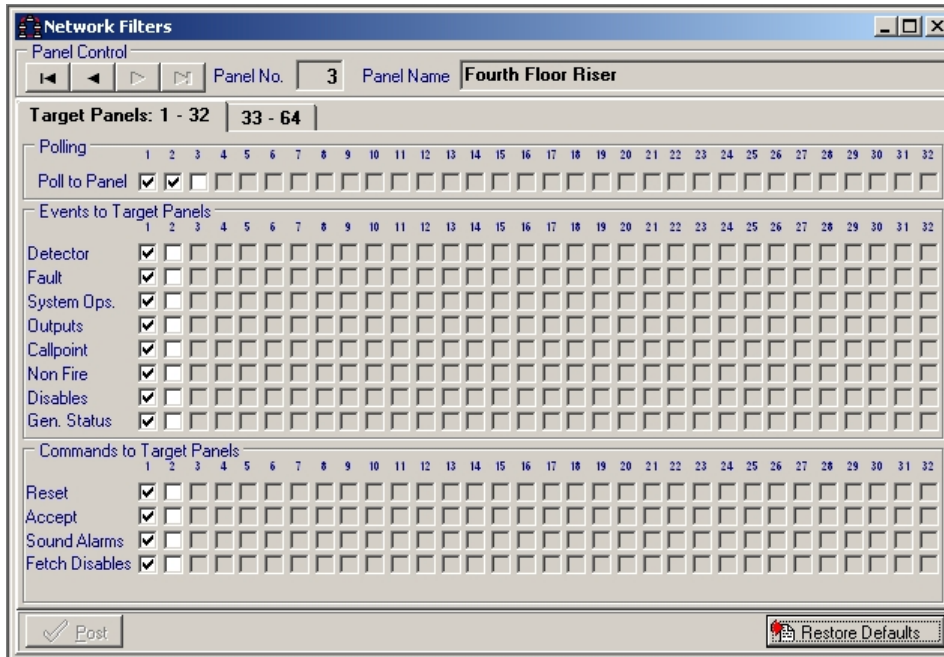 Network Filters
Panel Control
Panel No. 3 Panel Name Fourth Floor Riser
Target Panels: 1 - 32 33 - 64
Polling
1 2 3 4 5 6 7 8 9 10 11 12 13 14 15 16 17 18 19 20 21 22 23 24 25 26 27 28 29 30 31 32
Poll to Panel
Events to Target Panels
1 2 3 4 5 6 7 8 9 10 11 12 13 14 15 16 17 18 19 20 21 22 23 24 25 26 27 28 29 30 31 32
Detector
Fault
System Ops.
Outputs
Callpoint
Non Fire
Disables
Gen. Status
Commands to Target Panels
1 2 3 4 5 6 7 8 9 10 11 12 13 14 15 16 17 18 19 20 21 22 23 24 25 26 27 28 29 30 31 32
Reset
Accept
Sound Alarms
Fetch Disables
Post Restore Defaults